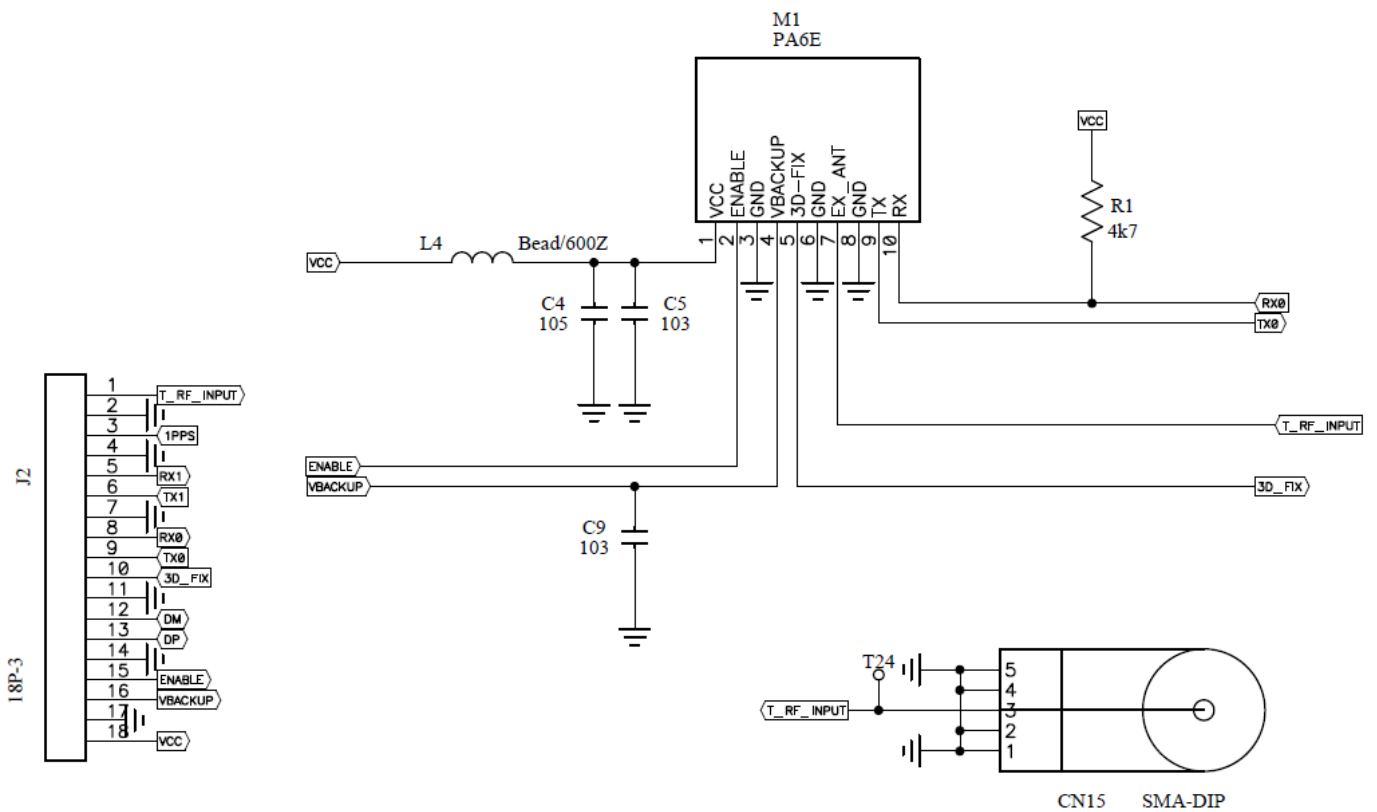 M1
PA6E
VCC
ENABLE
GND
VBACKUP
3D-FIX
GND
EX_ANT
GND
TX
RX
1
2
3
4
5
6
7
8
9
10
VCC
R1
4k7
L4
Bead/600Z
VCC
C4
105
C5
103
RX0
TX0
T_RF_INPUT
3D_FIX
ENABLE
VBACKUP
C9
103
J2
18P-3
1
T_RF_INPUT
2
3
1PPS
4
5
RX1
6
TX1
7
8
RX0
9
TX0
10
3D_FIX
11
12
DM
13
DP
14
15
ENABLE
16
VBACKUP
17
18
VCC
T24
T_RF_INPUT
5
4
3
2
1
CN15
SMA-DIP